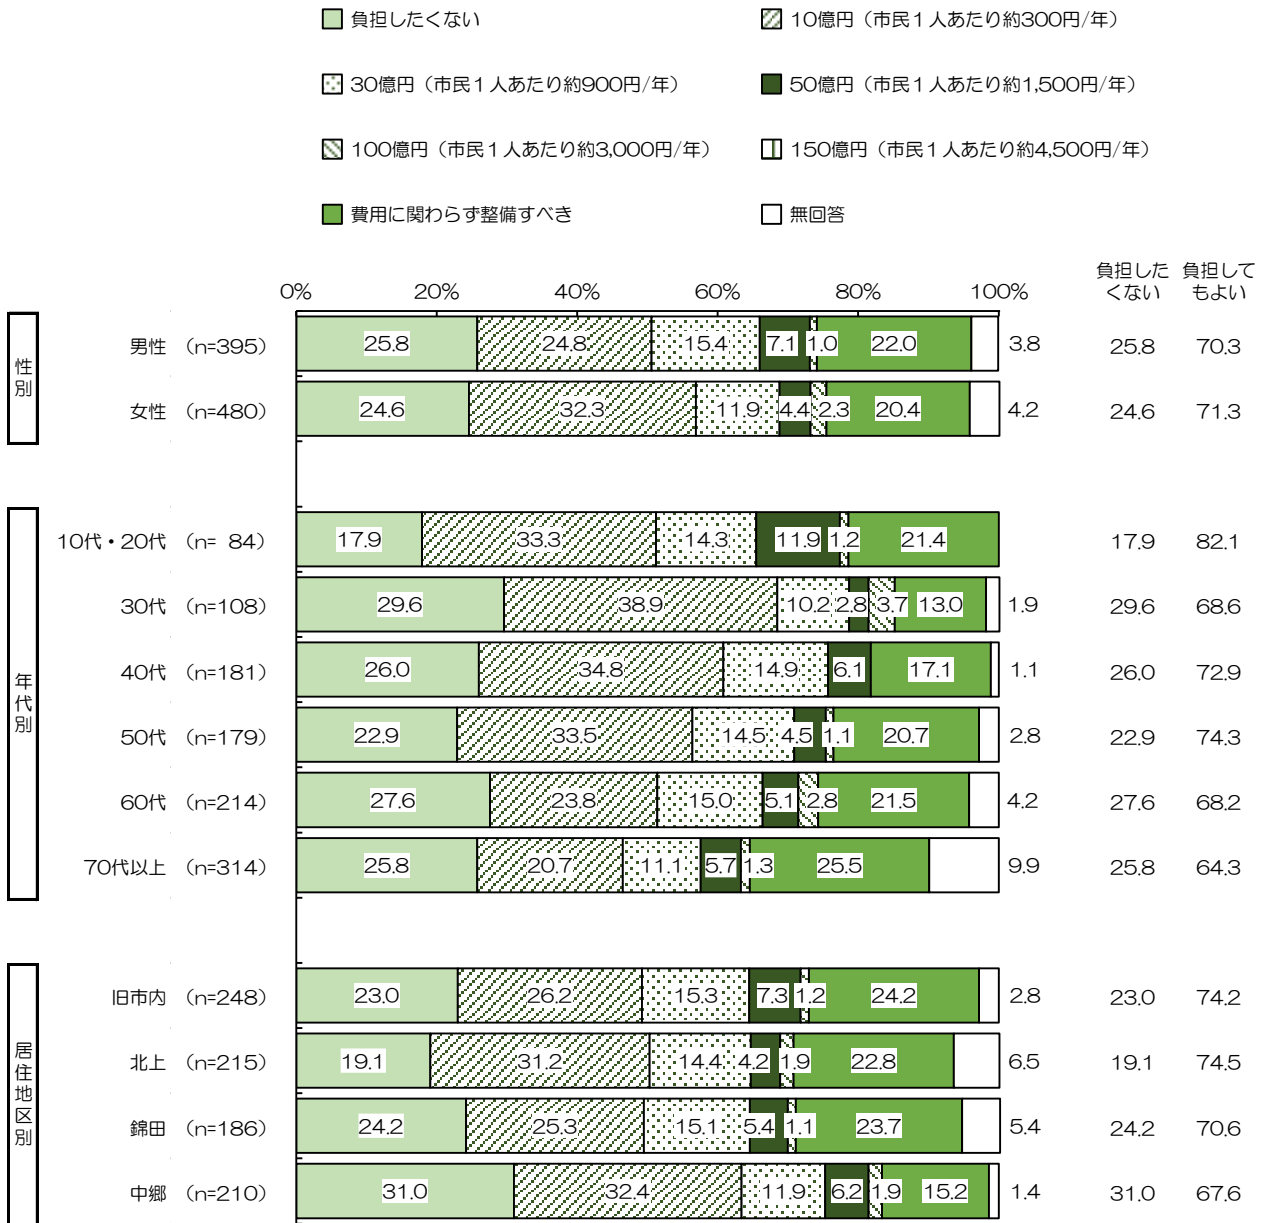 負担したくない
10億円（市民１人あたり約300円/年）
30億円（市民１人あたり約900円/年）
50億円（市民１人あたり約1,500円/年）
100億円（市民１人あたり約3,000円/年）
150億円（市民１人あたり約4,500円/年）
費用に関わらず整備すべき
無回答
負担した
くない
負担して
もよい
0% 20% 40% 60% 80% 100%
性別
男性 （n=395） 25.8 24.8 15.4 7.1 1.0 22.0 3.8 25.8 70.3
女性 （n=480） 24.6 32.3 11.9 4.4 2.3 20.4 4.2 24.6 71.3
年代別
10代・20代 （n= 84） 17.9 33.3 14.3 11.9 1.2 21.4 17.9 82.1
30代 （n=108） 29.6 38.9 10.2 2.8 3.7 13.0 1.9 29.6 68.6
40代 （n=181） 26.0 34.8 14.9 6.1 17.1 1.1 26.0 72.9
50代 （n=179） 22.9 33.5 14.5 4.5 1.1 20.7 2.8 22.9 74.3
60代 （n=214） 27.6 23.8 15.0 5.1 2.8 21.5 4.2 27.6 68.2
70代以上 （n=314） 25.8 20.7 11.1 5.7 1.3 25.5 9.9 25.8 64.3
居住地区別
旧市内 （n=248） 23.0 26.2 15.3 7.3 1.2 24.2 2.8 23.0 74.2
北上 （n=215） 19.1 31.2 14.4 4.2 1.9 22.8 6.5 19.1 74.5
錦田 （n=186） 24.2 25.3 15.1 5.4 1.1 23.7 5.4 24.2 70.6
中郷 （n=210） 31.0 32.4 11.9 6.2 1.9 15.2 1.4 31.0 67.6